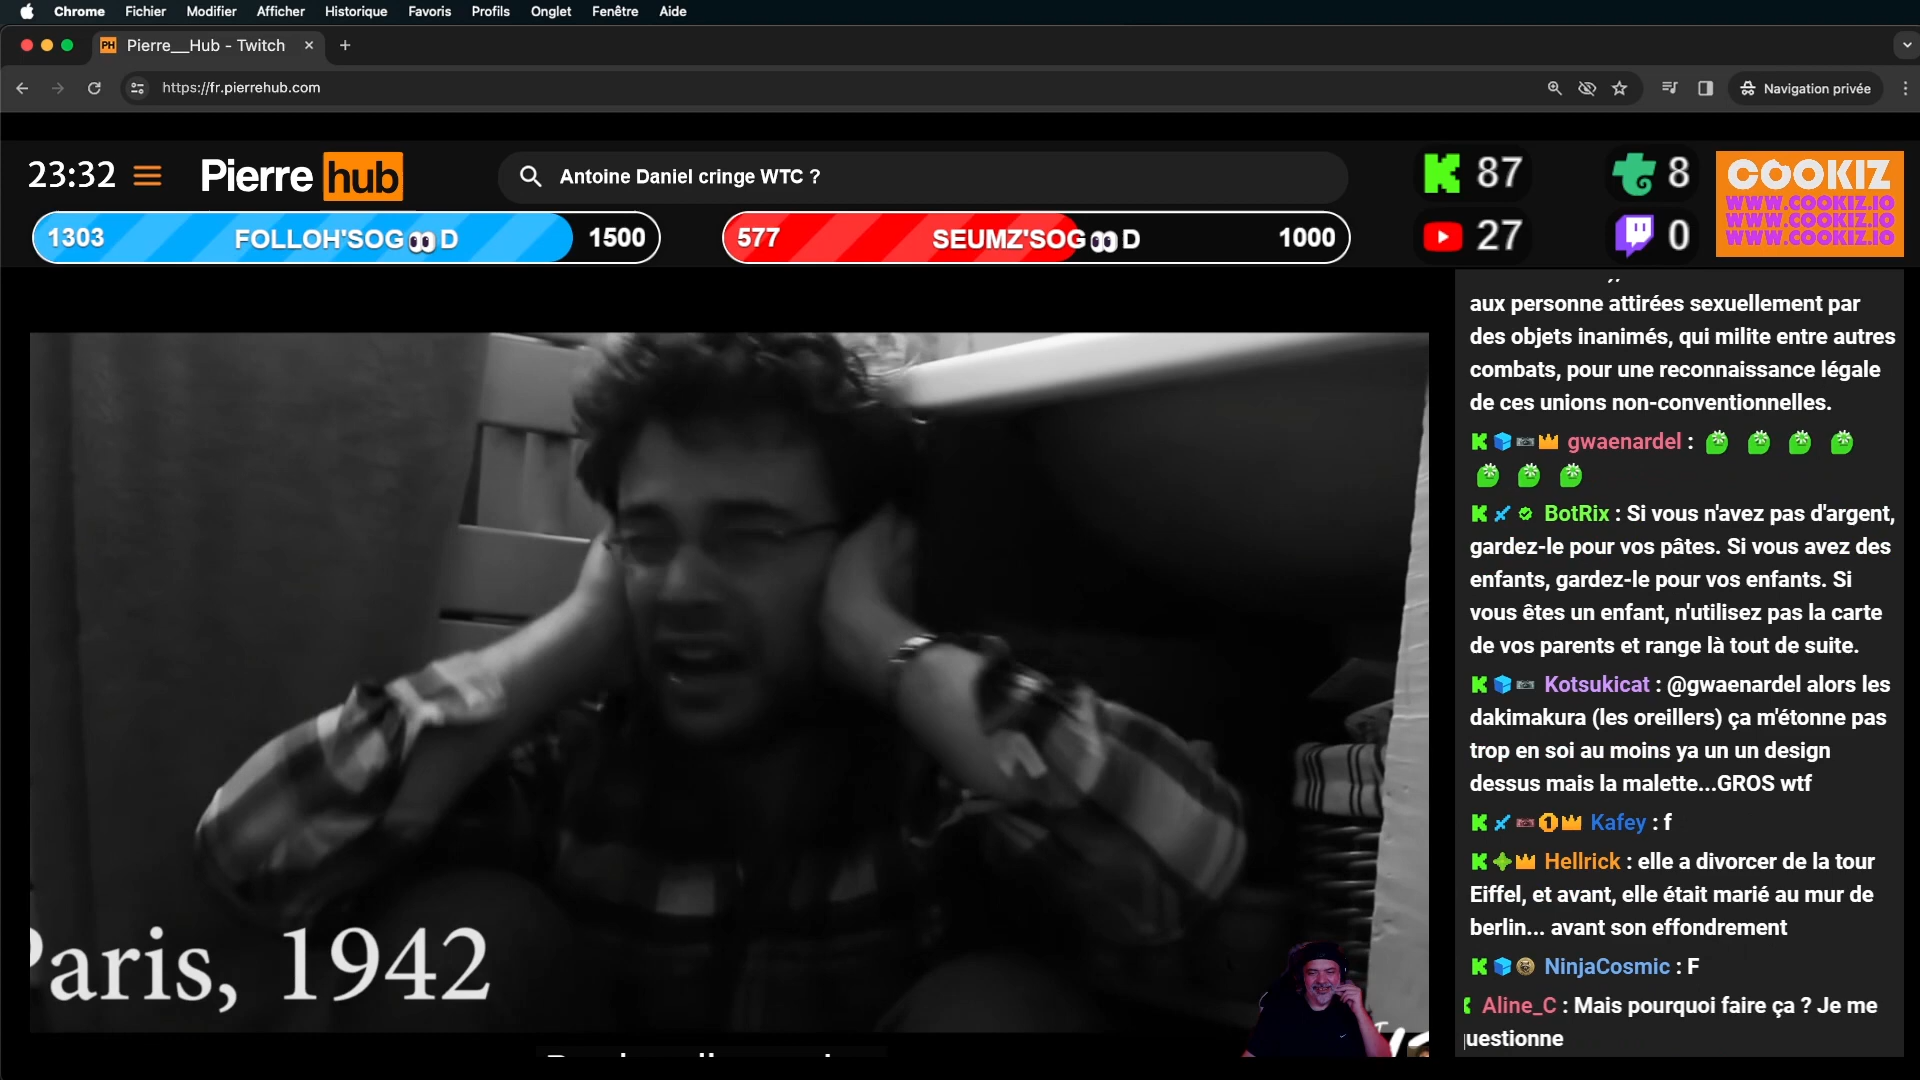 Chrome Fichier Modifier Afficher Historique Favoris Profils Onglet Fenêtre Aide
PH Pierre__Hub - Twitch
https://fr.pierrehub.com
Navigation privée
23:32
Pierre hub
Antoine Daniel cringe WTC ?
87
8
COOKIZ
WWW.COOKIZ.IO
WWW.COOKIZ.IO
WWW.COOKIZ.IO
1303 FOLLOH'SOG👀D 1500
577 SEUMZ'SOG👀D 1000
27
0
aux personne attirées sexuellement par
des objets inanimés, qui milite entre autres
combats, pour une reconnaissance légale
de ces unions non-conventionnelles.
gwaenardel :
BotRix : Si vous n'avez pas d'argent,
gardez-le pour vos pâtes. Si vous avez des
enfants, gardez-le pour vos enfants. Si
vous êtes un enfant, n'utilisez pas la carte
de vos parents et range là tout de suite.
Kotsukicat : @gwaenardel alors les
dakimakura (les oreillers) ça m'étonne pas
trop en soi au moins ya un un design
dessus mais la malette...GROS wtf
Kafey : f
Hellrick : elle a divorcer de la tour
Eiffel, et avant, elle était marié au mur de
berlin... avant son effondrement
NinjaCosmic : F
Aline_C : Mais pourquoi faire ça ? Je me
questionne
Paris, 1942